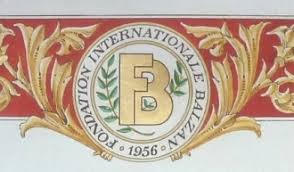 FONDATION INTERNATIONALE BALZAN
• 1956 •
FB